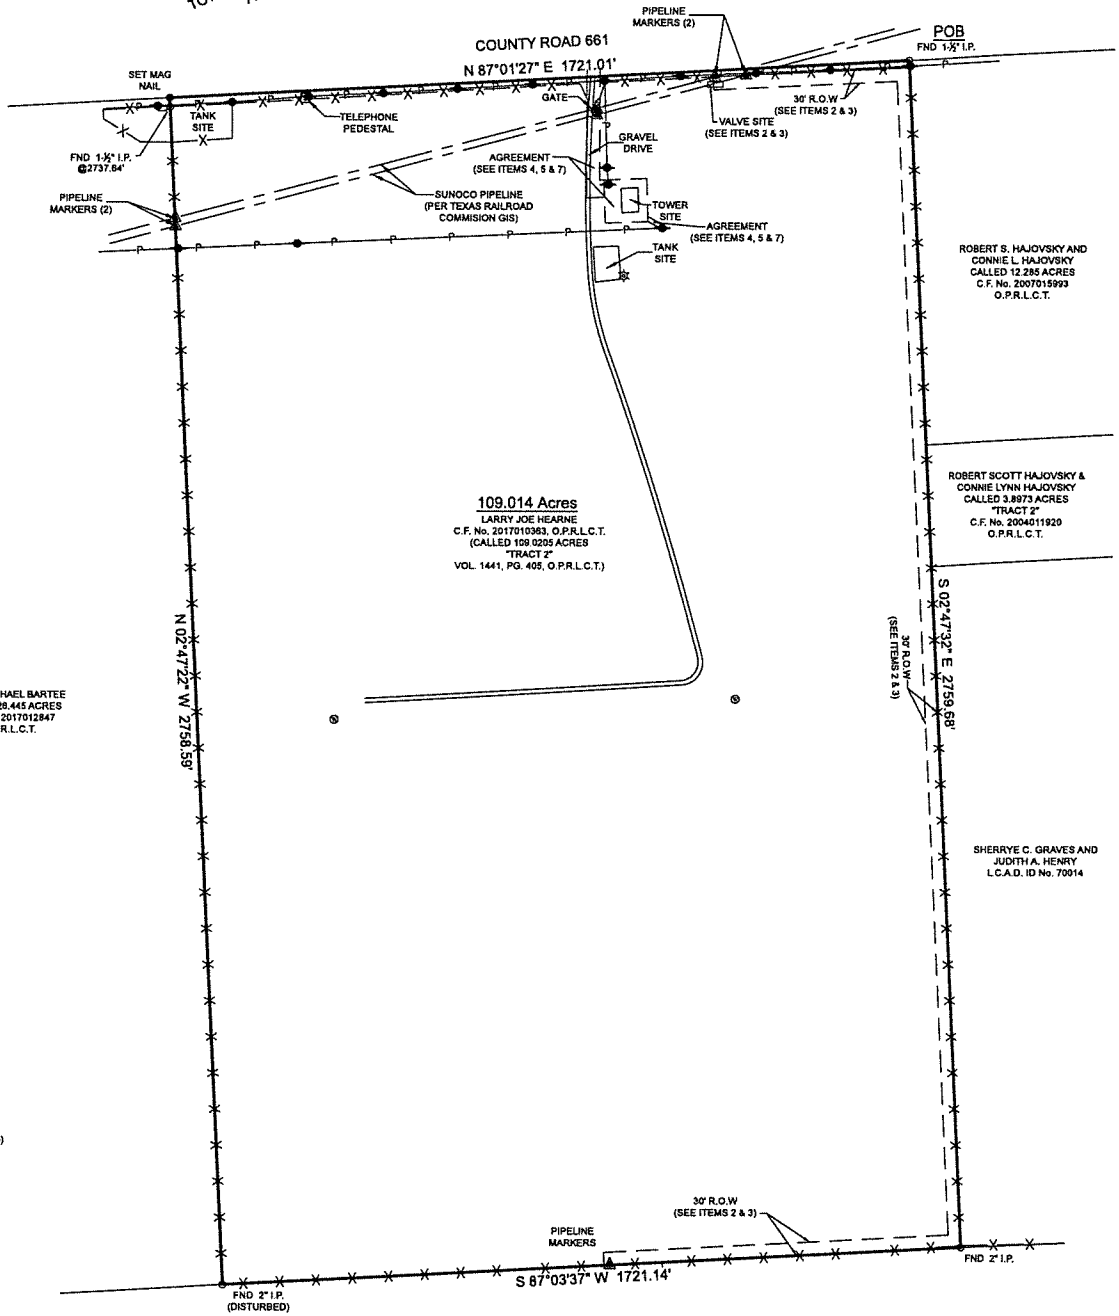 PIPELINE
MARKERS (2)
POB
FND 1-½" I.P.
COUNTY ROAD 661
N 87°01'27" E 1721.01'
SET MAG
NAIL
GATE
TANK
SITE
TELEPHONE
PEDESTAL
VALVE SITE
(SEE ITEMS 2 & 3)
30' R.O.W
(SEE ITEMS 2 & 3)
GRAVEL
DRIVE
FND 1-½" I.P.
@2737.84'
AGREEMENT
(SEE ITEMS 4, 5 & 7)
PIPELINE
MARKERS (2)
SUNOCO PIPELINE
(PER TEXAS RAILROAD
COMMISION GIS)
TOWER
SITE
AGREEMENT
(SEE ITEMS 4, 5 & 7)
TANK
SITE
ROBERT S. HAJOVSKY AND
CONNIE L. HAJOVSKY
CALLED 12.285 ACRES
C.F. No. 2007015993
O.P.R.L.C.T.
ROBERT SCOTT HAJOVSKY &
CONNIE LYNN HAJOVSKY
CALLED 3.8973 ACRES
"TRACT 2"
C.F. No. 2004011920
O.P.R.L.C.T.
109.014 Acres
LARRY JOE HEARNE
C.F. No. 2017010363, O.P.R.L.C.T.
(CALLED 109.0205 ACRES
"TRACT 2"
VOL. 1441, PG. 405, O.P.R.L.C.T.)
N 02°47'22" W 2758.59'
S 02°47'32" E 2759.68'
30' R.O.W
(SEE ITEMS 2 & 3)
HAEL BARTEE
28.445 ACRES
2017012847
R.L.C.T.
SHERRYE C. GRAVES AND
JUDITH A. HENRY
L.C.A.D. ID No. 70014
)
30' R.O.W
(SEE ITEMS 2 & 3)
PIPELINE
MARKERS
S 87°03'37" W 1721.14'
FND 2" I.P.
FND 2" I.P.
(DISTURBED)